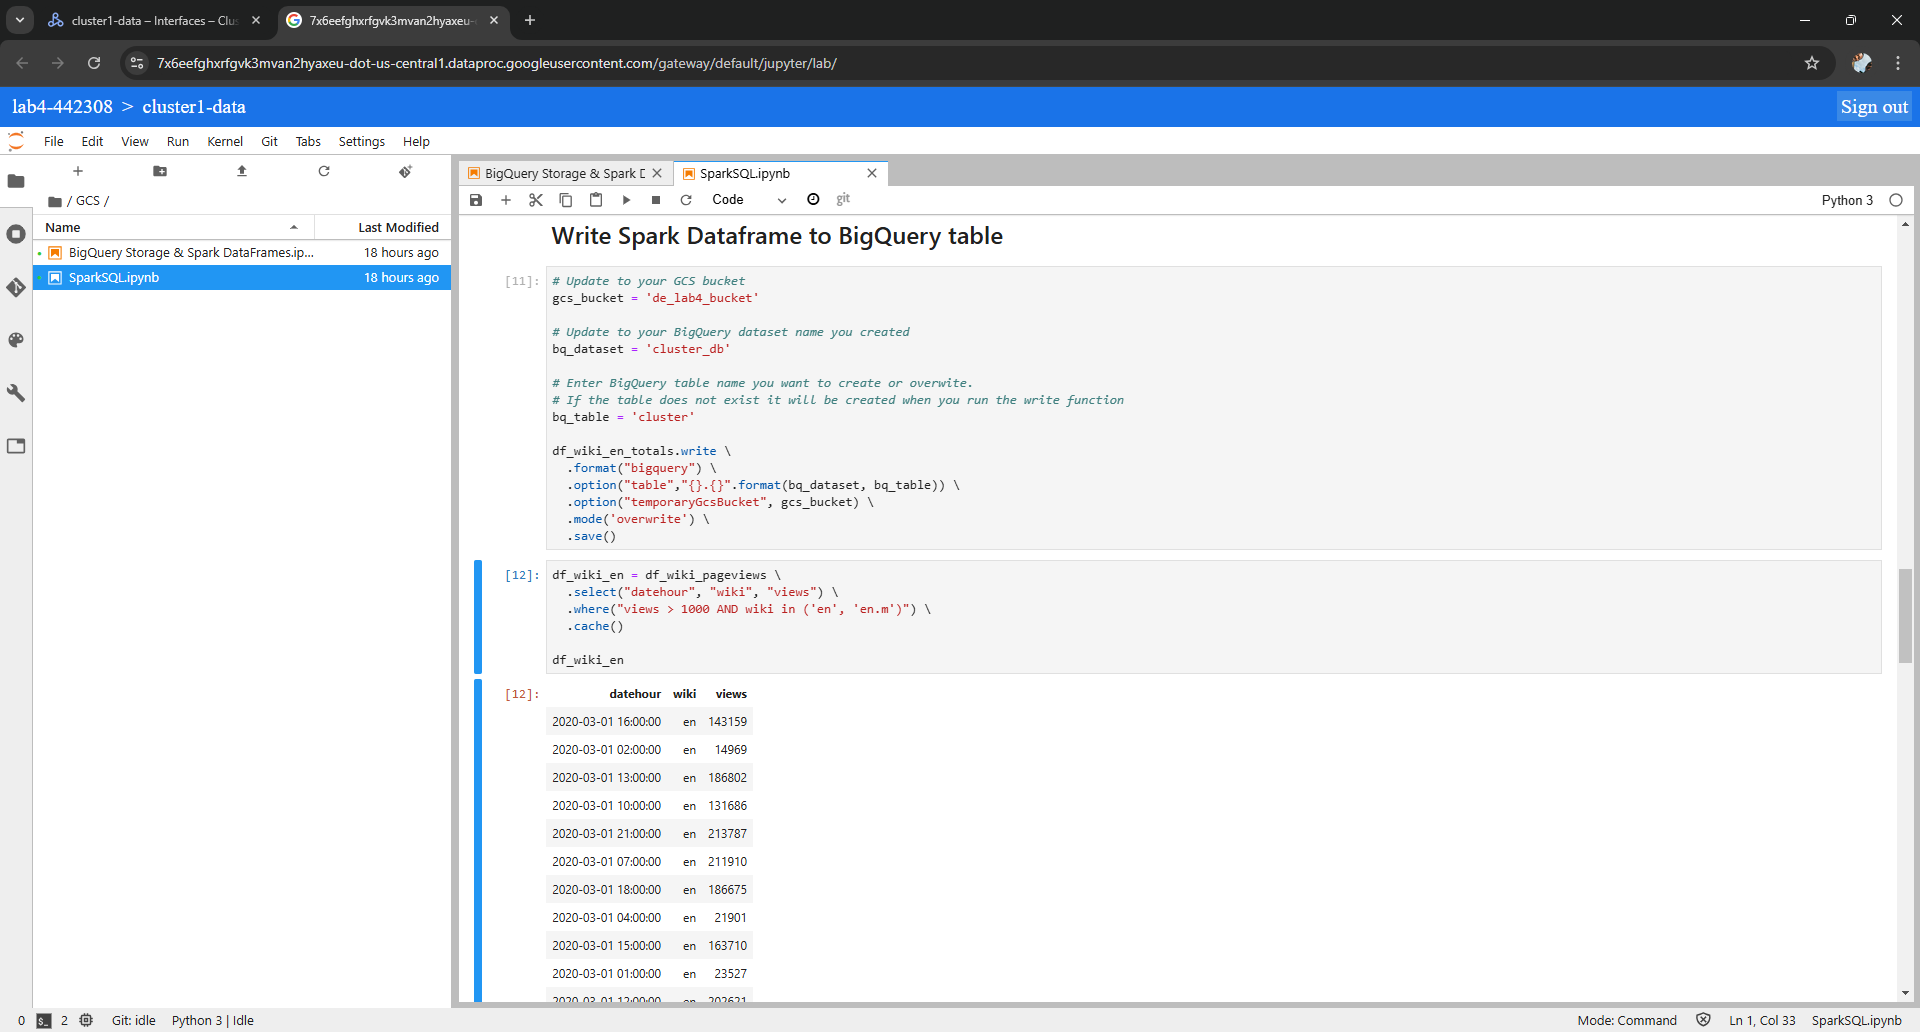 cluster1-data – Interfaces – Clu
7x6eefghxrfgvk3mvan2hyaxeu-
7x6eefghxrfgvk3mvan2hyaxeu-dot-us-central1.dataproc.googleusercontent.com/gateway/default/jupyter/lab/
lab4-442308 > cluster1-data
Sign out
File Edit View Run Kernel Git Tabs Settings Help
/ GCS /
Name Last Modified
BigQuery Storage & Spark DataFrames.ip... 18 hours ago
SparkSQL.ipynb 18 hours ago
BigQuery Storage & Spark D
SparkSQL.ipynb
Code
git
Python 3
Write Spark Dataframe to BigQuery table
[11]:
# Update to your GCS bucket
gcs_bucket = 'de_lab4_bucket'
# Update to your BigQuery dataset name you created
bq_dataset = 'cluster_db'
# Enter BigQuery table name you want to create or overwite.
# If the table does not exist it will be created when you run the write function
bq_table = 'cluster'
df_wiki_en_totals.write \
.format("bigquery") \
.option("table","{}.{}".format(bq_dataset, bq_table)) \
.option("temporaryGcsBucket", gcs_bucket) \
.mode('overwrite') \
.save()
[12]:
df_wiki_en = df_wiki_pageviews \
.select("datehour", "wiki", "views") \
.where("views > 1000 AND wiki in ('en', 'en.m')") \
.cache()
df_wiki_en
[12]:
datehour wiki views
2020-03-01 16:00:00 en 143159
2020-03-01 02:00:00 en 14969
2020-03-01 13:00:00 en 186802
2020-03-01 10:00:00 en 131686
2020-03-01 21:00:00 en 213787
2020-03-01 07:00:00 en 211910
2020-03-01 18:00:00 en 186675
2020-03-01 04:00:00 en 21901
2020-03-01 15:00:00 en 163710
2020-03-01 01:00:00 en 23527
2020-03-01 12:00:00 en 202621
0 2 Git: idle Python 3 | Idle
Mode: Command Ln 1, Col 33 SparkSQL.ipynb